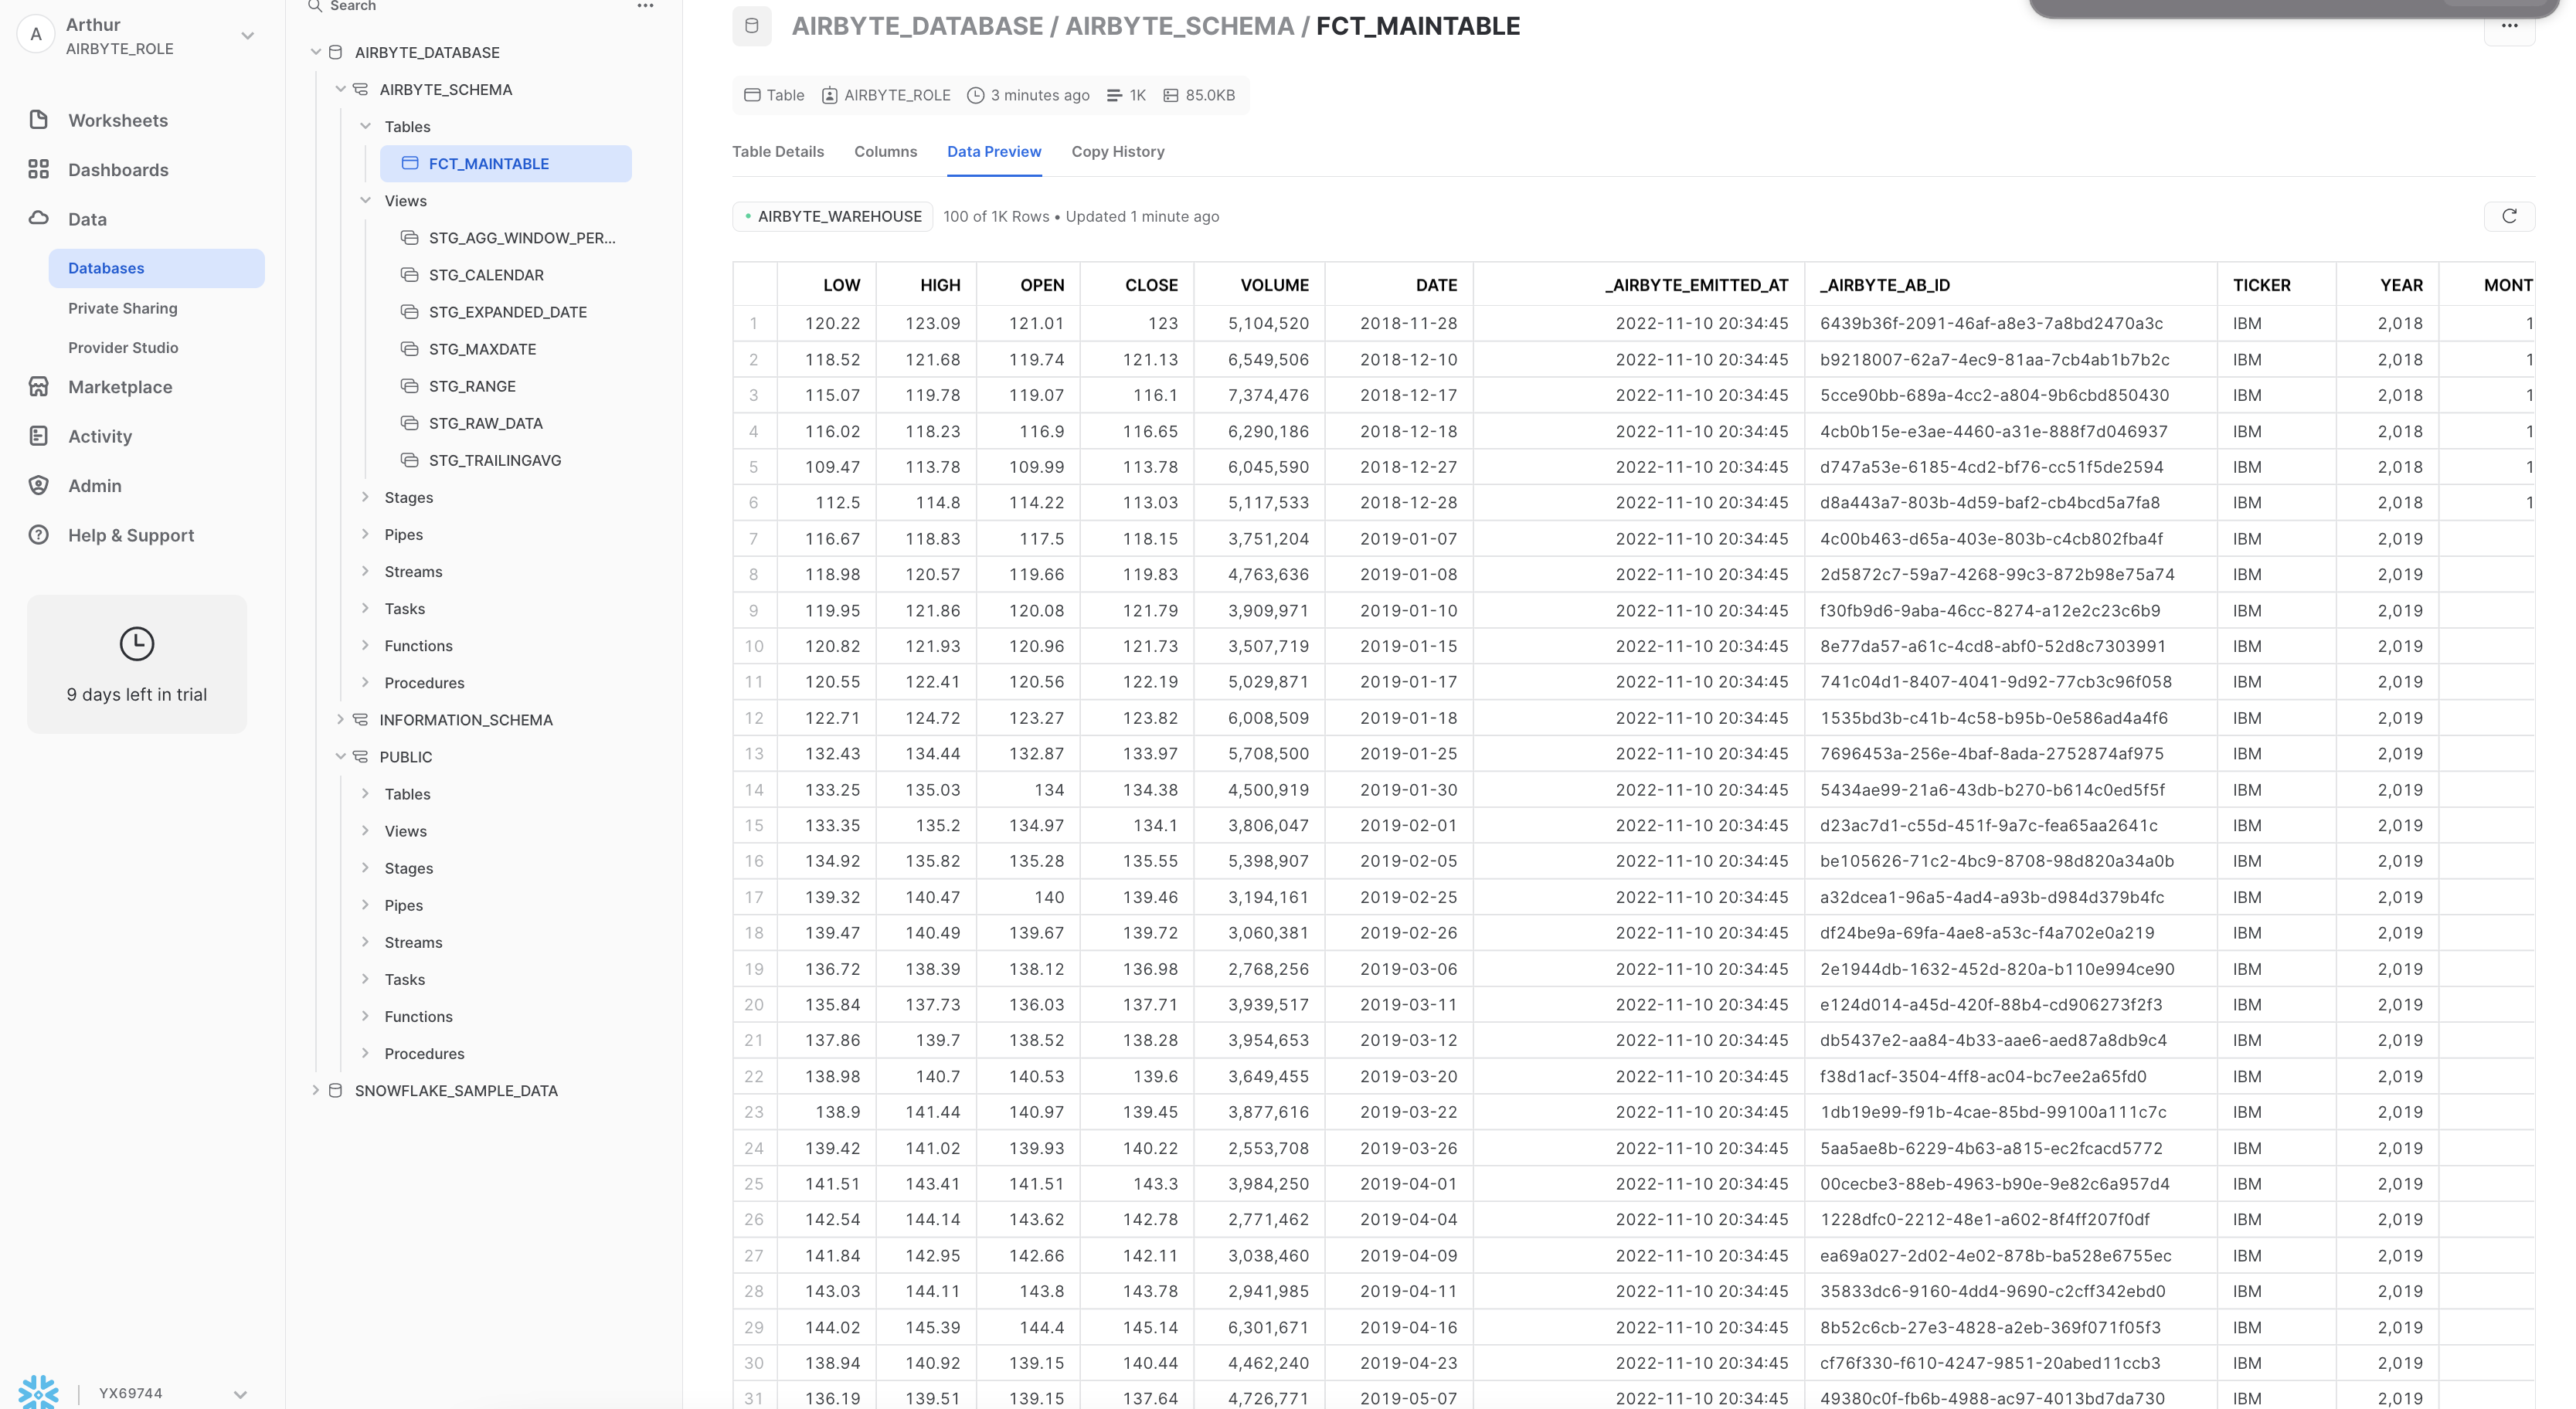 Arthur
AIRBYTE_ROLE
Worksheets
Dashboards
Data
Databases
Private Sharing
Provider Studio
Marketplace
Activity
Admin
Help & Support
9 days left in trial
YX69744
Search
AIRBYTE_DATABASE
AIRBYTE_SCHEMA
Tables
FCT_MAINTABLE
Views
STG_AGG_WINDOW_PER...
STG_CALENDAR
STG_EXPANDED_DATE
STG_MAXDATE
STG_RANGE
STG_RAW_DATA
STG_TRAILINGAVG
Stages
Pipes
Streams
Tasks
Functions
Procedures
INFORMATION_SCHEMA
PUBLIC
Tables
Views
Stages
Pipes
Streams
Tasks
Functions
Procedures
SNOWFLAKE_SAMPLE_DATA
AIRBYTE_DATABASE / AIRBYTE_SCHEMA / FCT_MAINTABLE
Table AIRBYTE_ROLE 3 minutes ago 1K 85.0KB
Table Details Columns Data Preview Copy History
AIRBYTE_WAREHOUSE 100 of 1K Rows • Updated 1 minute ago
LOW HIGH OPEN CLOSE VOLUME DATE _AIRBYTE_EMITTED_AT _AIRBYTE_AB_ID TICKER YEAR MONT
1 120.22 123.09 121.01 123 5,104,520 2018-11-28 2022-11-10 20:34:45 6439b36f-2091-46af-a8e3-7a8bd2470a3c IBM 2,018 1
2 118.52 121.68 119.74 121.13 6,549,506 2018-12-10 2022-11-10 20:34:45 b9218007-62a7-4ec9-81aa-7cb4ab1b7b2c IBM 2,018 1
3 115.07 119.78 119.07 116.1 7,374,476 2018-12-17 2022-11-10 20:34:45 5cce90bb-689a-4cc2-a804-9b6cbd850430 IBM 2,018 1
4 116.02 118.23 116.9 116.65 6,290,186 2018-12-18 2022-11-10 20:34:45 4cb0b15e-e3ae-4460-a31e-888f7d046937 IBM 2,018 1
5 109.47 113.78 109.99 113.78 6,045,590 2018-12-27 2022-11-10 20:34:45 d747a53e-6185-4cd2-bf76-cc51f5de2594 IBM 2,018 1
6 112.5 114.8 114.22 113.03 5,117,533 2018-12-28 2022-11-10 20:34:45 d8a443a7-803b-4d59-baf2-cb4bcd5a7fa8 IBM 2,018 1
7 116.67 118.83 117.5 118.15 3,751,204 2019-01-07 2022-11-10 20:34:45 4c00b463-d65a-403e-803b-c4cb802fba4f IBM 2,019
8 118.98 120.57 119.66 119.83 4,763,636 2019-01-08 2022-11-10 20:34:45 2d5872c7-59a7-4268-99c3-872b98e75a74 IBM 2,019
9 119.95 121.86 120.08 121.79 3,909,971 2019-01-10 2022-11-10 20:34:45 f30fb9d6-9aba-46cc-8274-a12e2c23c6b9 IBM 2,019
10 120.82 121.93 120.96 121.73 3,507,719 2019-01-15 2022-11-10 20:34:45 8e77da57-a61c-4cd8-abf0-52d8c7303991 IBM 2,019
11 120.55 122.41 120.56 122.19 5,029,871 2019-01-17 2022-11-10 20:34:45 741c04d1-8407-4041-9d92-77cb3c96f058 IBM 2,019
12 122.71 124.72 123.27 123.82 6,008,509 2019-01-18 2022-11-10 20:34:45 1535bd3b-c41b-4c58-b95b-0e586ad4a4f6 IBM 2,019
13 132.43 134.44 132.87 133.97 5,708,500 2019-01-25 2022-11-10 20:34:45 7696453a-256e-4baf-8ada-2752874af975 IBM 2,019
14 133.25 135.03 134 134.38 4,500,919 2019-01-30 2022-11-10 20:34:45 5434ae99-21a6-43db-b270-b614c0ed5f5f IBM 2,019
15 133.35 135.2 134.97 134.1 3,806,047 2019-02-01 2022-11-10 20:34:45 d23ac7d1-c55d-451f-9a7c-fea65aa2641c IBM 2,019
16 134.92 135.82 135.28 135.55 5,398,907 2019-02-05 2022-11-10 20:34:45 be105626-71c2-4bc9-8708-98d820a34a0b IBM 2,019
17 139.32 140.47 140 139.46 3,194,161 2019-02-25 2022-11-10 20:34:45 a32dcea1-96a5-4ad4-a93b-d984d379b4fc IBM 2,019
18 139.47 140.49 139.67 139.72 3,060,381 2019-02-26 2022-11-10 20:34:45 df24be9a-69fa-4ae8-a53c-f4a702e0a219 IBM 2,019
19 136.72 138.39 138.12 136.98 2,768,256 2019-03-06 2022-11-10 20:34:45 2e1944db-1632-452d-820a-b110e994ce90 IBM 2,019
20 135.84 137.73 136.03 137.71 3,939,517 2019-03-11 2022-11-10 20:34:45 e124d014-a45d-420f-88b4-cd906273f2f3 IBM 2,019
21 137.86 139.7 138.52 138.28 3,954,653 2019-03-12 2022-11-10 20:34:45 db5437e2-aa84-4b33-aae6-aed87a8db9c4 IBM 2,019
22 138.98 140.7 140.53 139.6 3,649,455 2019-03-20 2022-11-10 20:34:45 f38d1acf-3504-4ff8-ac04-bc7ee2a65fd0 IBM 2,019
23 138.9 141.44 140.97 139.45 3,877,616 2019-03-22 2022-11-10 20:34:45 1db19e99-f91b-4cae-85bd-99100a111c7c IBM 2,019
24 139.42 141.02 139.93 140.22 2,553,708 2019-03-26 2022-11-10 20:34:45 5aa5ae8b-6229-4b63-a815-ec2fcacd5772 IBM 2,019
25 141.51 143.41 141.51 143.3 3,984,250 2019-04-01 2022-11-10 20:34:45 00cecbe3-88eb-4963-b90e-9e82c6a957d4 IBM 2,019
26 142.54 144.14 143.62 142.78 2,771,462 2019-04-04 2022-11-10 20:34:45 1228dfc0-2212-48e1-a602-8f4ff207f0df IBM 2,019
27 141.84 142.95 142.66 142.11 3,038,460 2019-04-09 2022-11-10 20:34:45 ea69a027-2d02-4e02-878b-ba528e6755ec IBM 2,019
28 143.03 144.11 143.8 143.78 2,941,985 2019-04-11 2022-11-10 20:34:45 35833dc6-9160-4dd4-9690-c2cff342ebd0 IBM 2,019
29 144.02 145.39 144.4 145.14 6,301,671 2019-04-16 2022-11-10 20:34:45 8b52c6cb-27e3-4828-a2eb-369f071f05f3 IBM 2,019
30 138.94 140.92 139.15 140.44 4,462,240 2019-04-23 2022-11-10 20:34:45 cf76f330-f610-4247-9851-20abed11ccb3 IBM 2,019
31 136.19 139.51 139.15 137.64 4,726,771 2019-05-07 2022-11-10 20:34:45 49380c0f-fb6b-4988-ac97-4013bd7da730 IBM 2,019